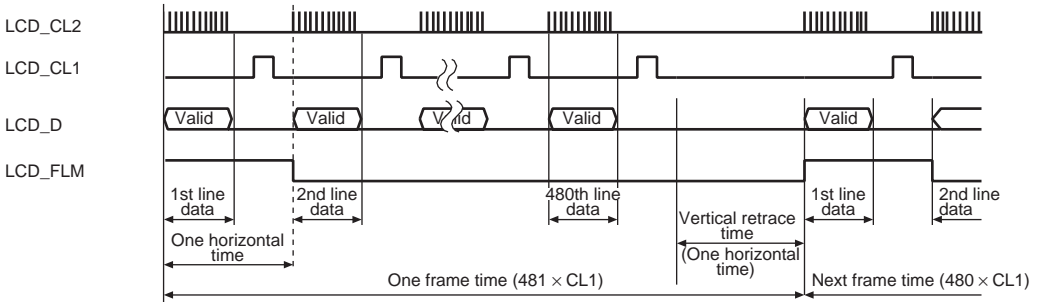 LCD_CL2
LCD_CL1
LCD_D
Valid
Valid
Valid
Valid
Valid
LCD_FLM
1st line
data
2nd line
data
480th line
data
1st line
data
2nd line
data
One horizontal
time
Vertical retrace
time
(One horizontal
time)
One frame time (481 × CL1)
Next frame time (480 × CL1)